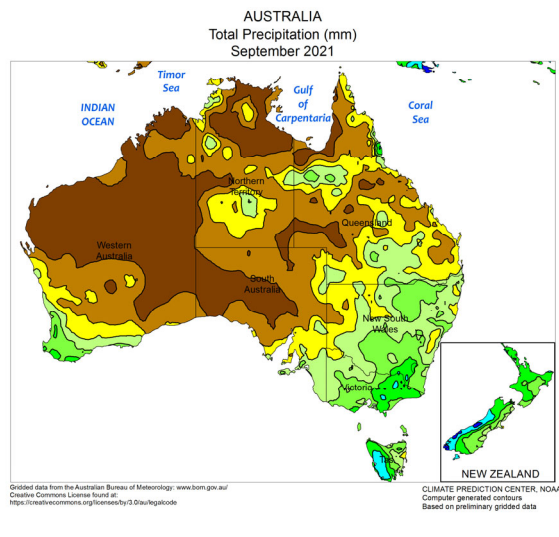 AUSTRALIA
Total Precipitation (mm)
September 2021
Timor
Sea
INDIAN
OCEAN
Gulf
of
Carpentaria
Coral
Sea
Northern
Territory
Queensland
Western
Australia
South
Australia
New South
Wales
Victoria
NEW ZEALAND
Gridded data from the Australian Bureau of Meteorology: www.bom.gov.au/
Creative Commons License found at:
https://creativecommons.org/licenses/by/3.0/au/legalcode
CLIMATE PREDICTION CENTER, NOAA
Computer generated contours
Based on preliminary gridded data